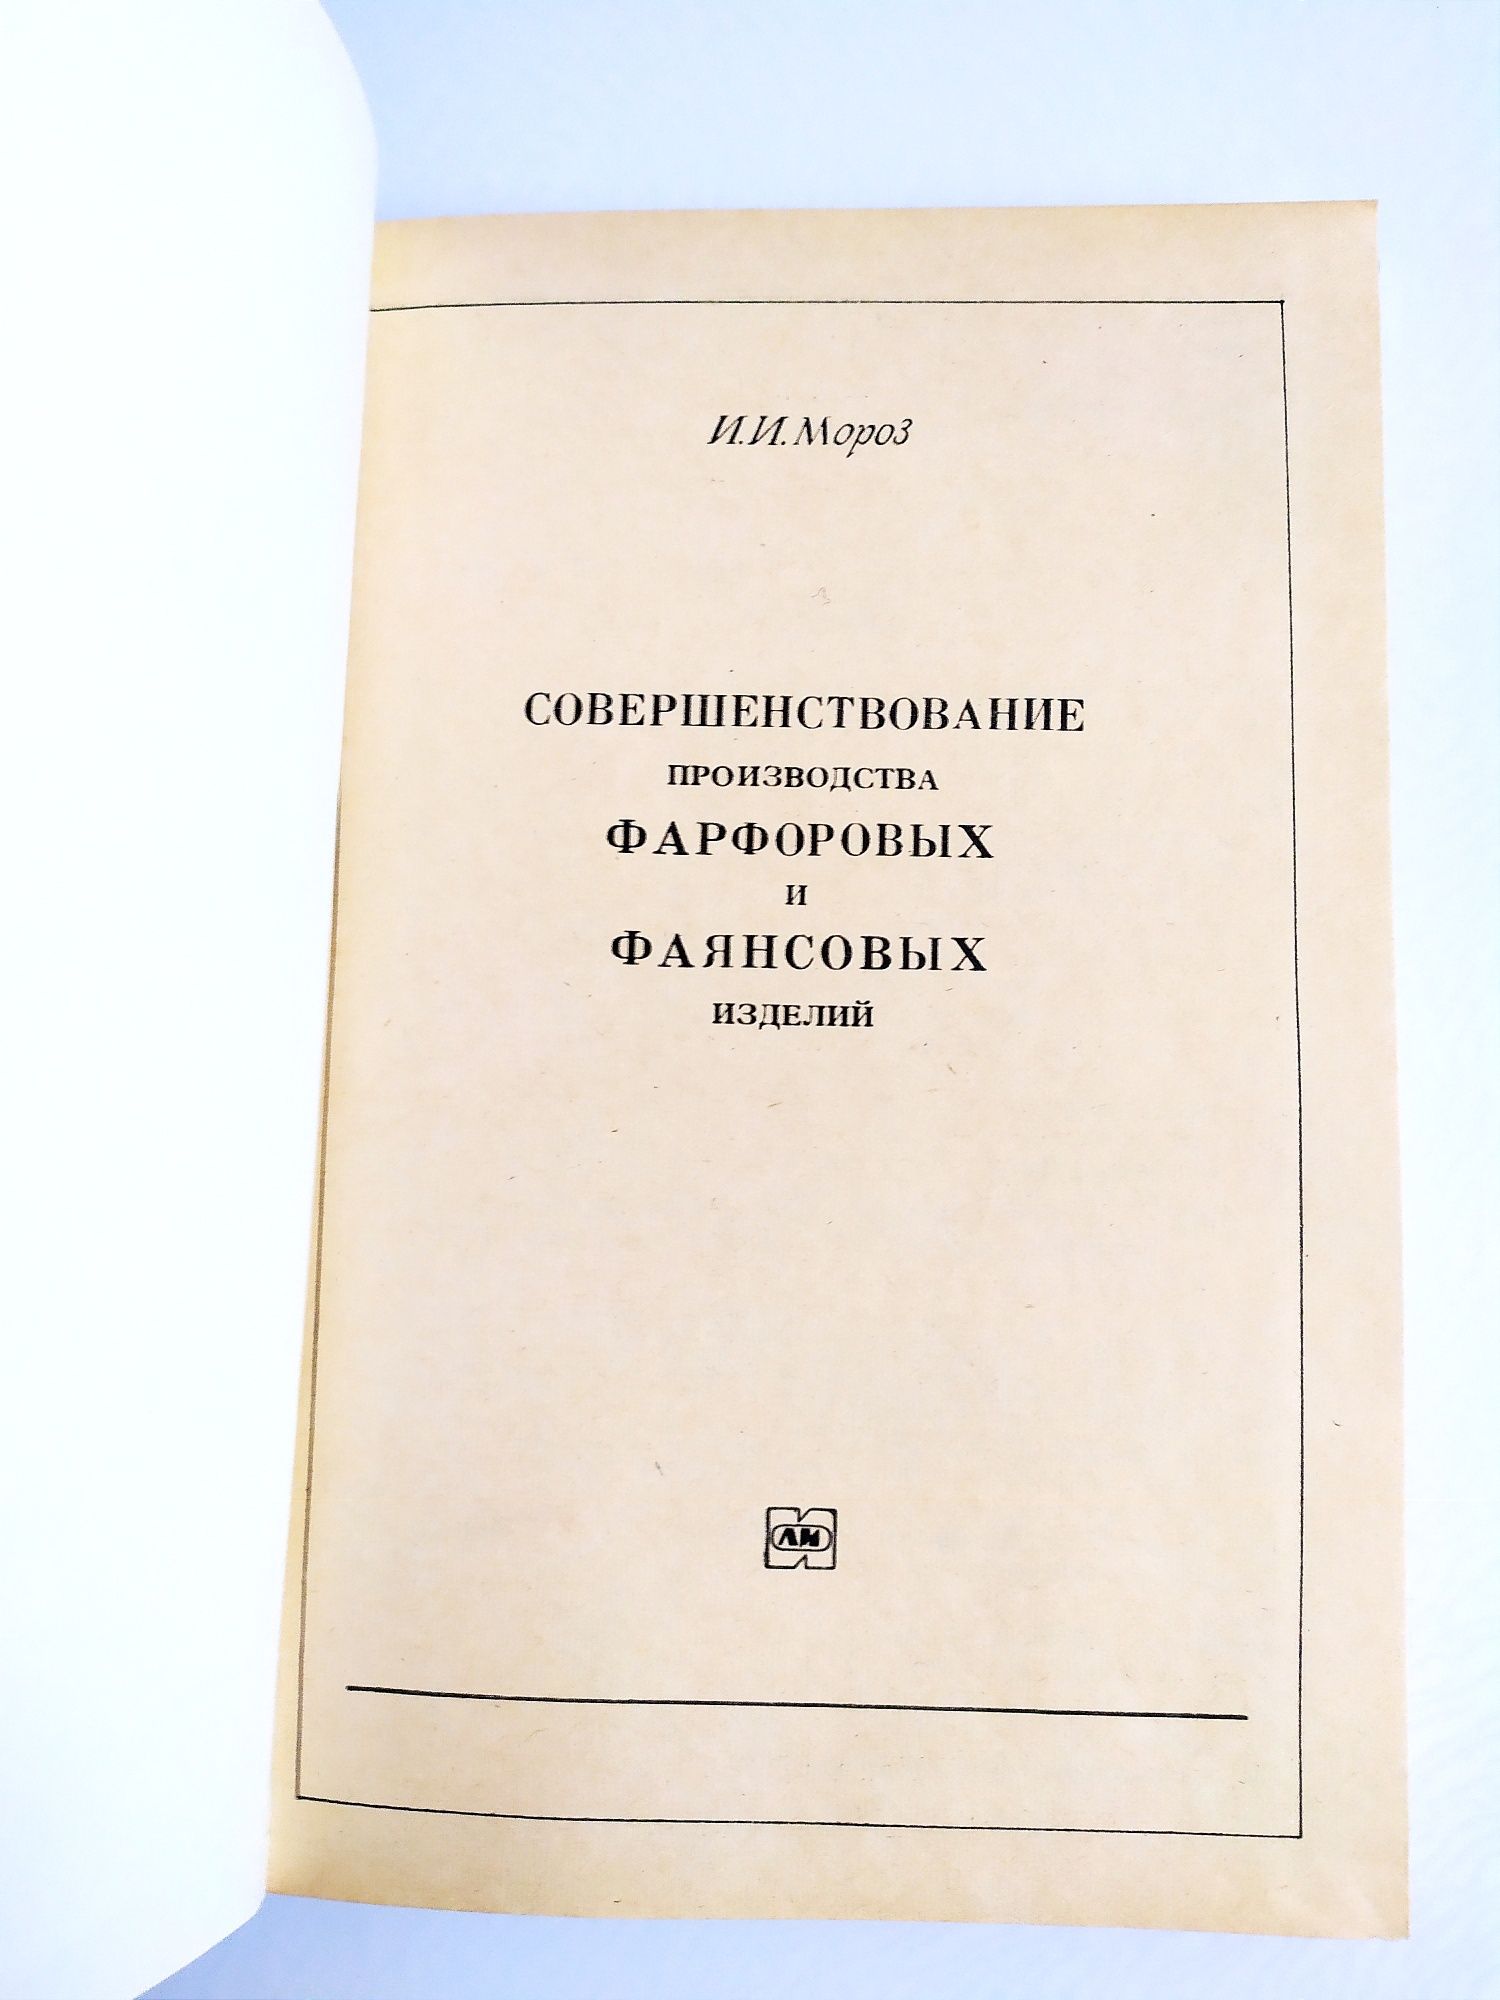 И.И.Мороз
СОВЕРШЕНСТВОВАНИЕ
ПРОИЗВОДСТВА
ФАРФОРОВЫХ
И
ФАЯНСОВЫХ
ИЗДЕЛИЙ
ЛИ